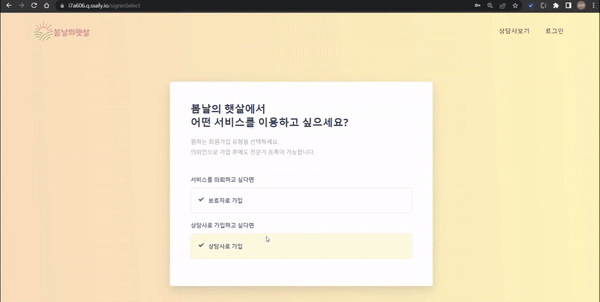 i7a606.q.ssafy.io/signinSelect
봄날의햇살
상담사보기
로그인
봄날의 햇살에서
어떤 서비스를 이용하고 싶으세요?
원하는 회원가입 유형을 선택하세요.
의뢰인으로 가입 후에도 전문가 등록이 가능합니다.
서비스를 의뢰하고 싶다면
보호자로 가입
상담사로 가입하고 싶다면
상담사로 가입